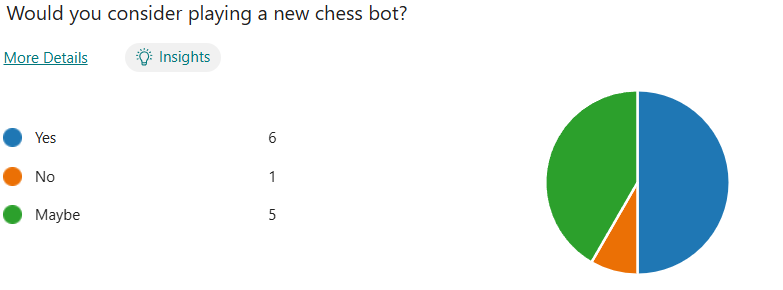 Would you consider playing a new chess bot?
More Details
Insights
Yes 6
No 1
Maybe 5